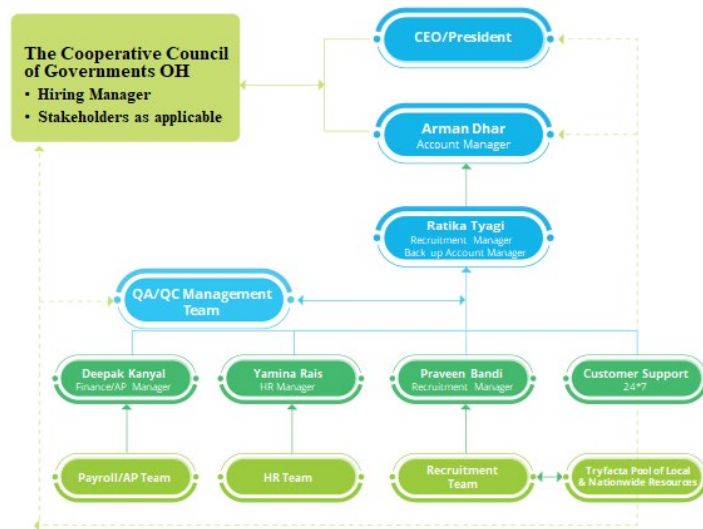 The Cooperative Council
of Governments OH
• Hiring Manager
• Stakeholders as applicable
CEO/President
Arman Dhar
Account Manager
Ratika Tyagi
Recruitment Manager
Back up Account Manager
QA/QC Management
Team
Deepak Kanyal
Finance/AP Manager
Yamina Rais
HR Manager
Praveen Bandi
Recruitment Manager
Customer Support
24*7
Payroll/AP Team
HR Team
Recruitment
Team
Tryfacta Pool of Local
& Nationwide Resources